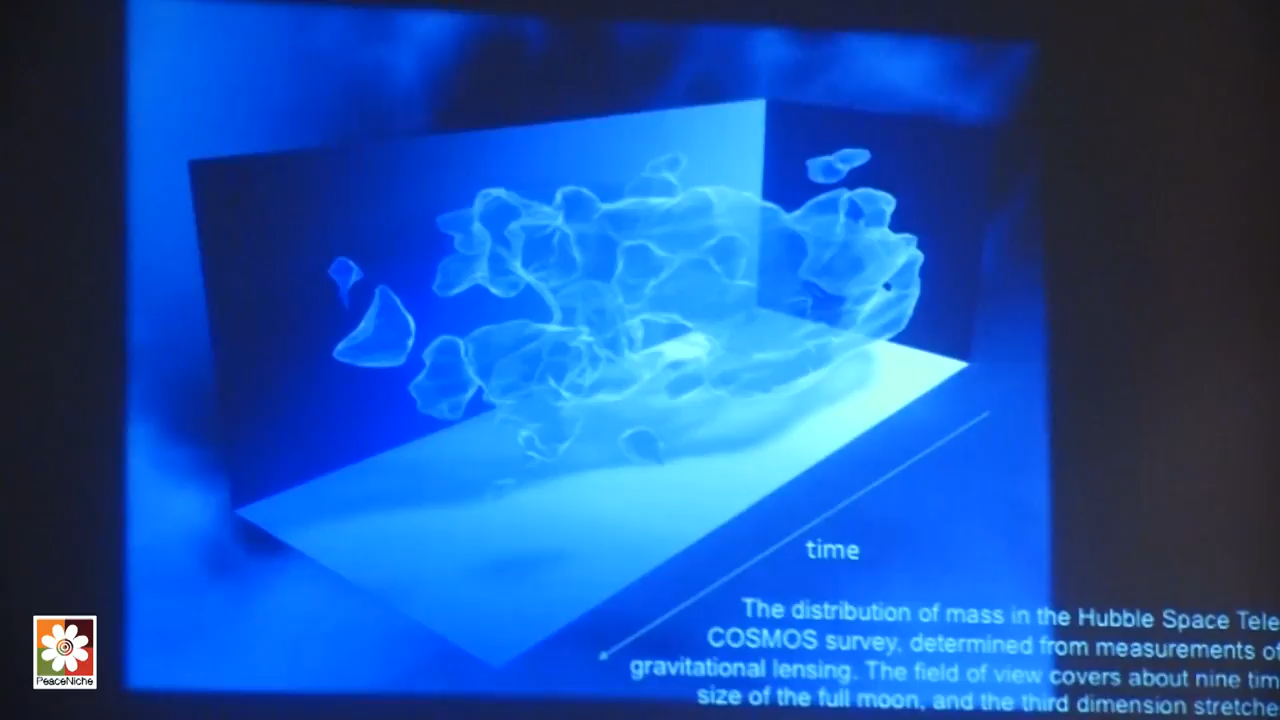 time
The distribution of mass in the Hubble Space Tele
COSMOS survey, determined from measurements of
gravitational lensing. The field of view covers about nine tim
size of the full moon, and the third dimension stretche
PeaceNiche